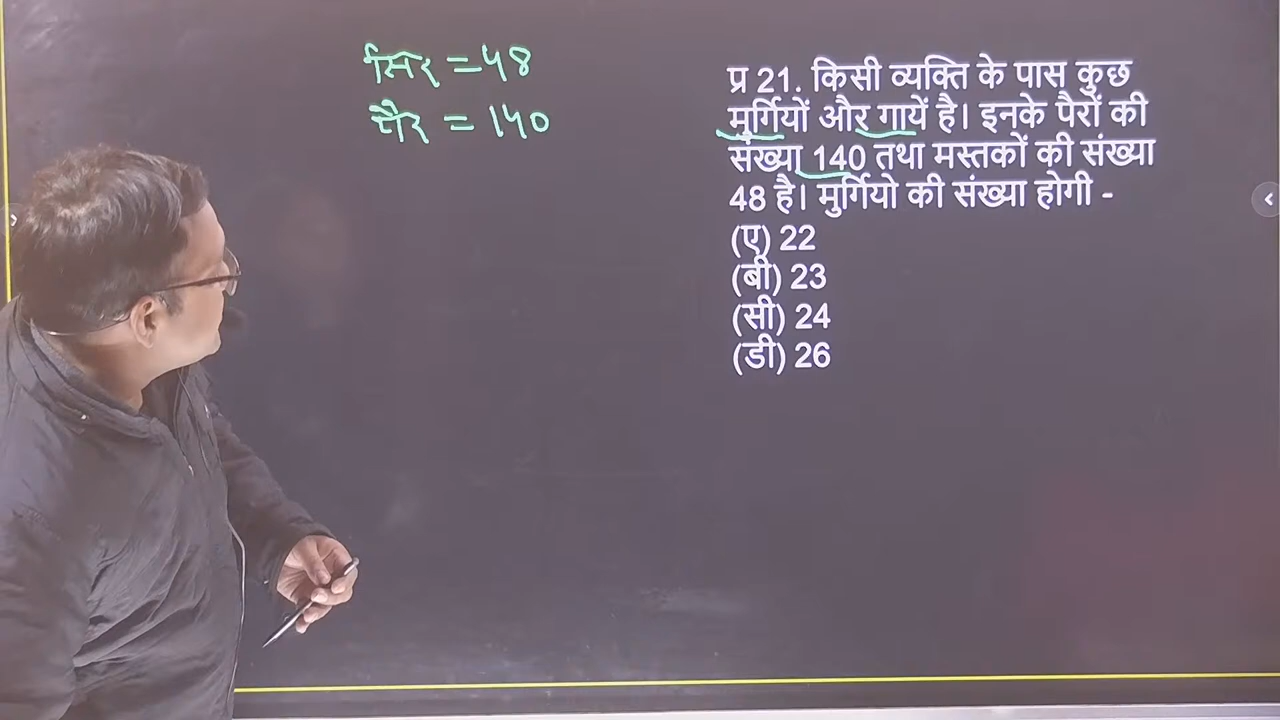 सिर = 48
पैर = 140
प्र 21. किसी व्यक्ति के पास कुछ
मुर्गियों और गायें है। इनके पैरों की
संख्या 140 तथा मस्तकों की संख्या
48 है। मुर्गियो की संख्या होगी -
(ए) 22
(बी) 23
(सी) 24
(डी) 26